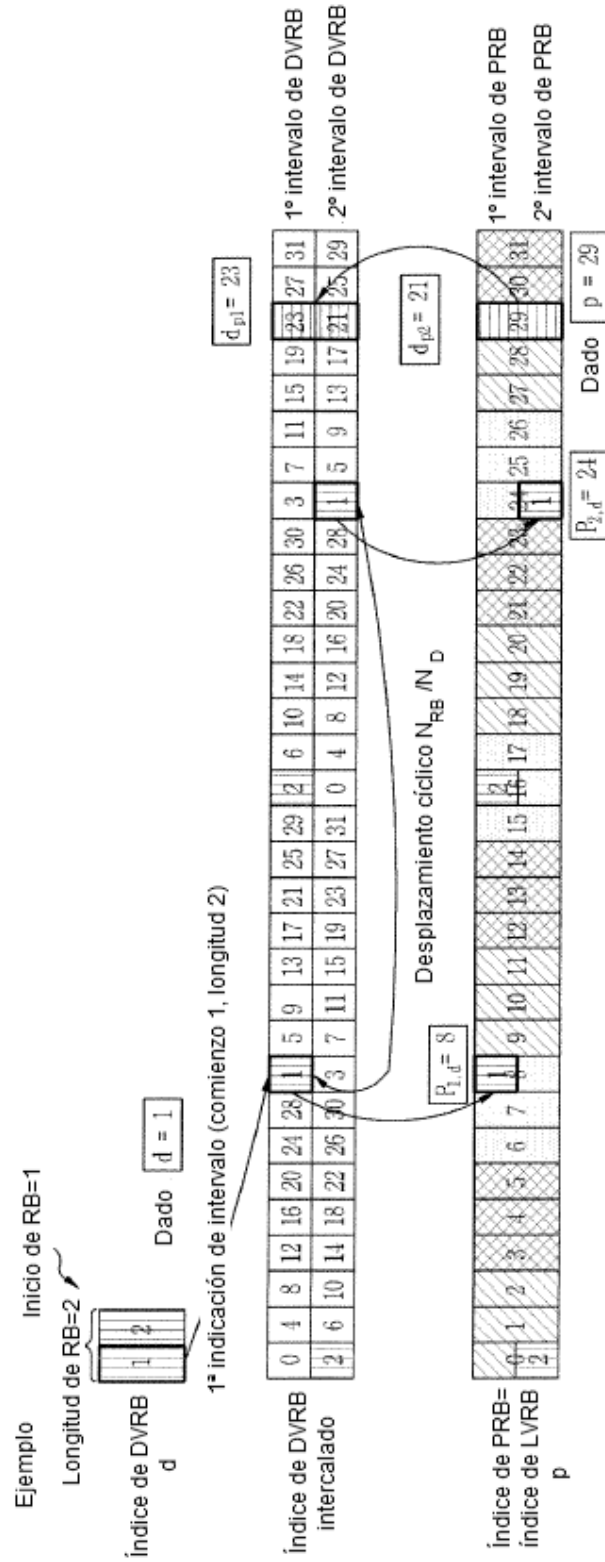 Ejemplo
Inicio de RB=1
Longitud de RB=2
Índice de DVRB
d
1 2
Dado d = 1
1ª indicación de intervalo (comienzo 1, longitud 2)
d_p1 = 23
Índice de DVRB
intercalado
0 4 8 12 16 20 24 28 1 5 9 13 17 21 25 29 2 6 10 14 18 22 26 30 3 7 11 15 19 23 27 31 1º intervalo de DVRB
2 6 10 14 18 22 26 30 3 7 11 15 19 23 27 31 0 4 8 12 16 20 24 28 1 5 9 13 17 21 25 29 2º intervalo de DVRB
d_p2 = 21
Desplazamiento cíclico N_RB /N_D
P_1,d = 8
Índice de PRB=
Índice de LVRB
p
1 2 1º intervalo de PRB
0 1 2 3 4 5 6 7 8 9 10 11 12 13 14 15 16 17 18 19 20 21 22 23 24 25 26 27 28 29 30 31
2 1 2º intervalo de PRB
P_2,d = 24
Dado p = 29